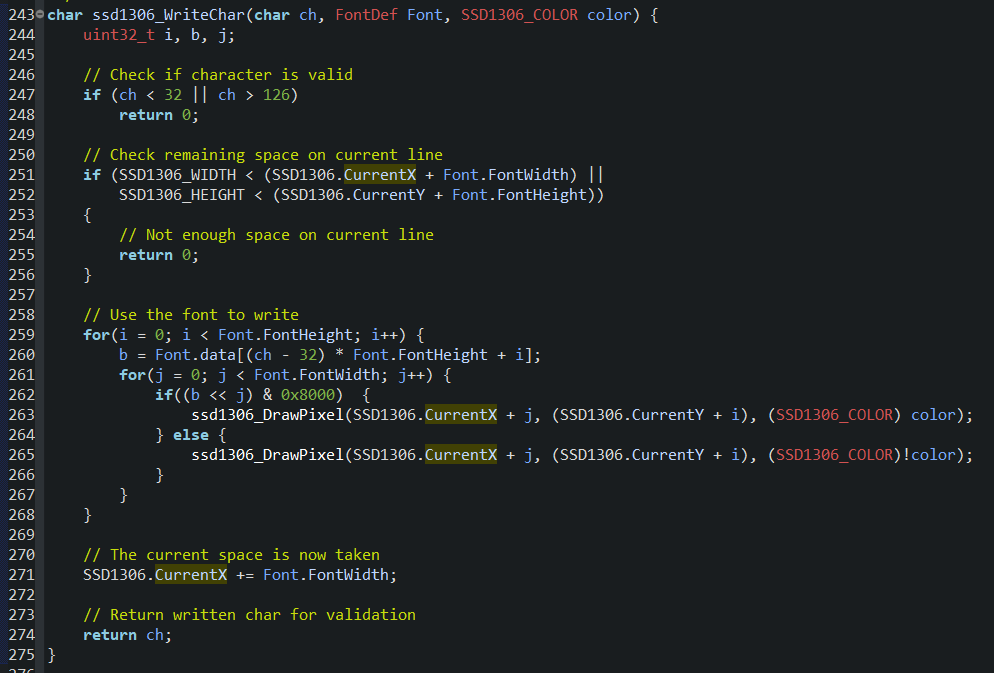 243 char ssd1306_WriteChar(char ch, FontDef Font, SSD1306_COLOR color) {
244     uint32_t i, b, j;
245
246     // Check if character is valid
247     if (ch < 32 || ch > 126)
248         return 0;
249
250     // Check remaining space on current line
251     if (SSD1306_WIDTH < (SSD1306.CurrentX + Font.FontWidth) ||
252         SSD1306_HEIGHT < (SSD1306.CurrentY + Font.FontHeight))
253     {
254         // Not enough space on current line
255         return 0;
256     }
257
258     // Use the font to write
259     for(i = 0; i < Font.FontHeight; i++) {
260         b = Font.data[(ch - 32) * Font.FontHeight + i];
261         for(j = 0; j < Font.FontWidth; j++) {
262             if((b << j) & 0x8000)  {
263                 ssd1306_DrawPixel(SSD1306.CurrentX + j, (SSD1306.CurrentY + i), (SSD1306_COLOR) color);
264             } else {
265                 ssd1306_DrawPixel(SSD1306.CurrentX + j, (SSD1306.CurrentY + i), (SSD1306_COLOR)!color);
266             }
267         }
268     }
269
270     // The current space is now taken
271     SSD1306.CurrentX += Font.FontWidth;
272
273     // Return written char for validation
274     return ch;
275 }